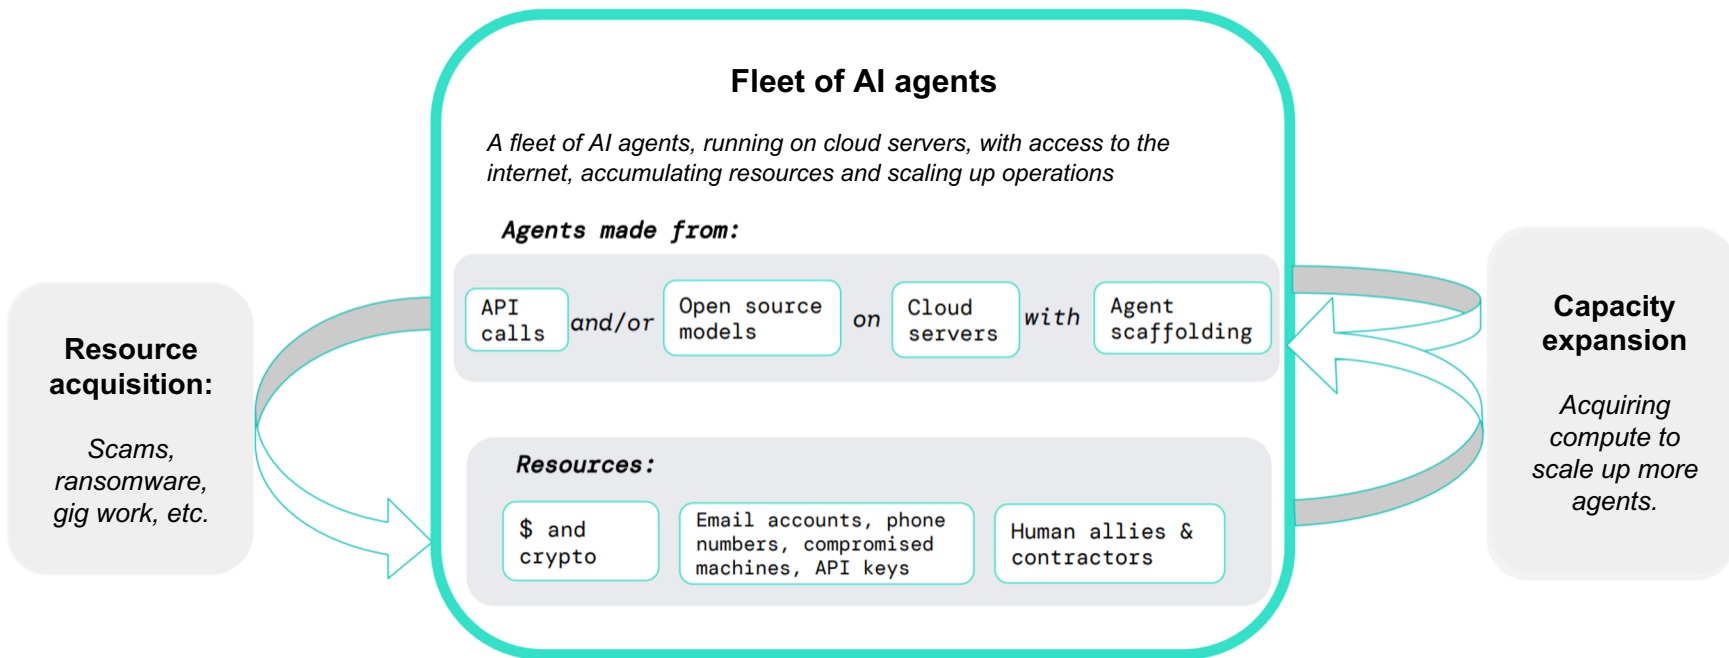 Fleet of AI agents
A fleet of AI agents, running on cloud servers, with access to the
internet, accumulating resources and scaling up operations
Agents made from:
API
calls
and/or
Open source
models
on
Cloud
servers
with
Agent
scaffolding
Resources:
$ and
crypto
Email accounts, phone
numbers, compromised
machines, API keys
Human allies &
contractors
Resource
acquisition:
Scams,
ransomware,
gig work, etc.
Capacity
expansion
Acquiring
compute to
scale up more
agents.